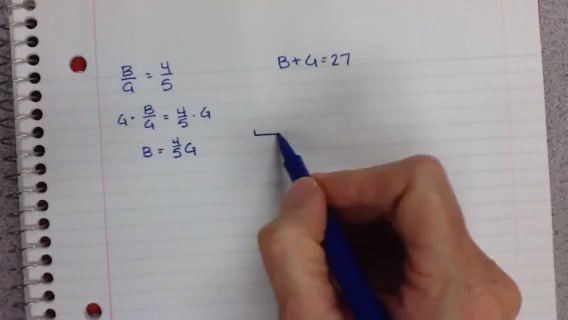 B/G = 4/5
G · B/G = 4/5 · G
B = 4/5 G
B + G = 27